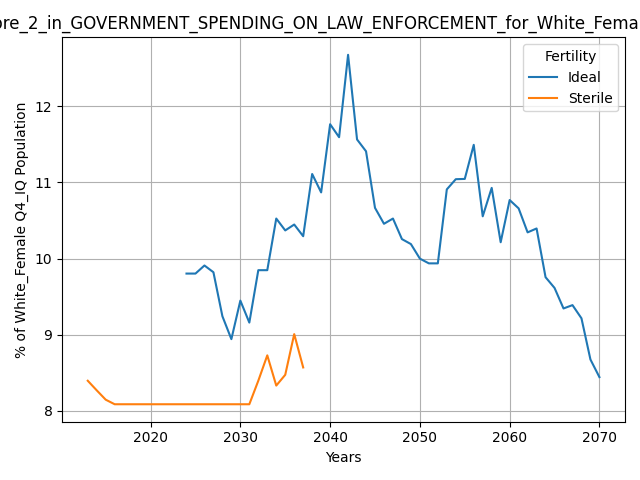 ore_2_in_GOVERNMENT_SPENDING_ON_LAW_ENFORCEMENT_for_White_Fema
Fertility
Ideal
Sterile
% of White_Female Q4_IQ Population
12
11
10
9
8
2020 2030 2040 2050 2060 2070
Years